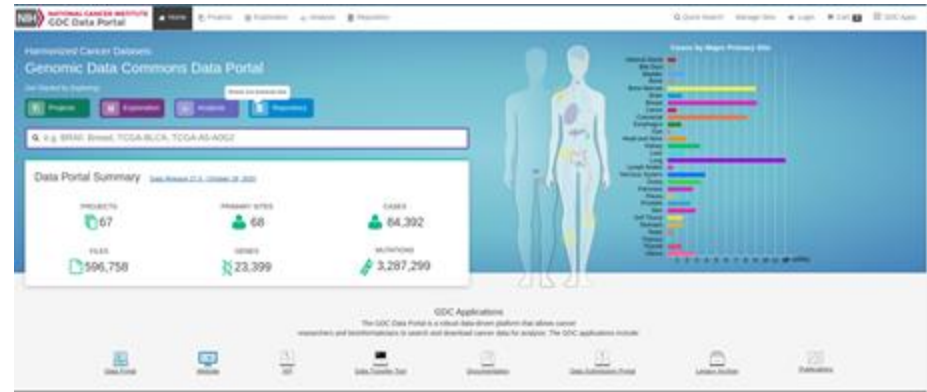 NIH NATIONAL CANCER INSTITUTE
GDC Data Portal
Home
Projects
Exploration
Analysis
Repository
Quick Search
Manage Sets
Login
Cart
GDC Apps
Harmonized Cancer Datasets
Genomic Data Commons Data Portal
Get Started by Exploring:
Projects
Exploration
Analysis
Repository
e.g. BRAF, Breast, TCGA-BLCA, TCGA-A5-A0G2
Data Portal Summary
PROJECTS
67
PRIMARY SITES
68
CASES
84,392
FILES
596,758
GENES
23,399
MUTATIONS
3,287,299
Cases by Major Primary Site
Adrenal Gland
Bile Duct
Bladder
Bone
Bone Marrow
Brain
Breast
Cervix
Colorectal
Esophagus
Eye
Head and Neck
Kidney
Liver
Lung
Lymph Nodes
Nervous System
Ovary
Pancreas
Pleura
Prostate
Skin
Soft Tissue
Stomach
Testis
Thymus
Thyroid
Uterus
GDC Applications
The GDC Data Portal is a robust data-driven platform that allows cancer
researchers and bioinformaticians to search and download cancer data for analysis. The GDC applications include:
Data Portal
Website
API
Data Transfer Tool
Documentation
Data Submission Portal
Legacy Archive
Publications